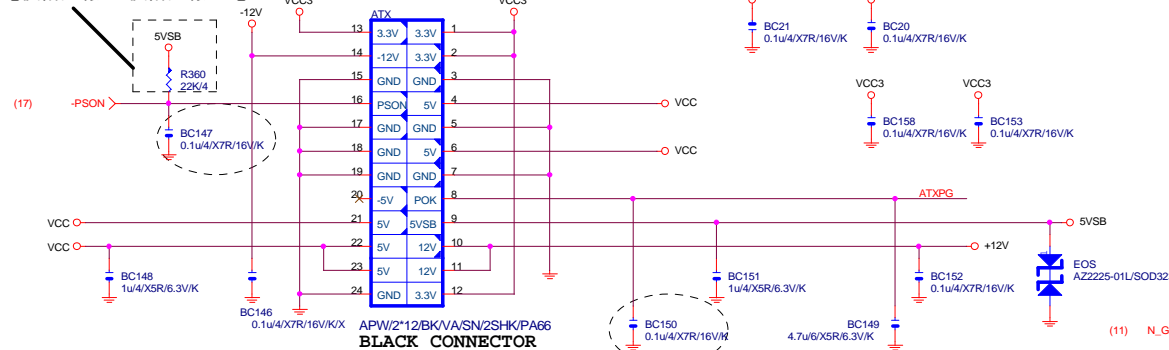 VCC3
ATX
VCC3
-12V
BC21
0.1u/4/X7R/16V/K
BC20
0.1u/4/X7R/16V/K
5VSB
R360
22K/4
13 3.3V 3.3V 1
14 -12V 3.3V 2
15 GND GND 3
(17) -PSON 16 PSON 5V 4 VCC
17 GND GND 5
18 GND 5V 6 VCC
19 GND GND 7
20 -5V POK 8 ATXPG
VCC 21 5V 5VSB 9 5VSB
VCC 22 5V 12V 10 +12V
23 5V 12V 11
24 GND 3.3V 12
BC147
0.1u/4/X7R/16V/K
VCC3
BC158
0.1u/4/X7R/16V/K
VCC3
BC153
0.1u/4/X7R/16V/K
BC148
1u/4/X5R/6.3V/K
BC146
0.1u/4/X7R/16V/K/X
BC151
1u/4/X5R/6.3V/K
BC152
0.1u/4/X7R/16V/K
EOS
AZ2225-01L/SOD32
APW/2*12/BK/VA/SN/2SHK/PA66
BLACK CONNECTOR
BC150
0.1u/4/X7R/16V/K
BC149
4.7u/6/X5R/6.3V/K
(11) N_G